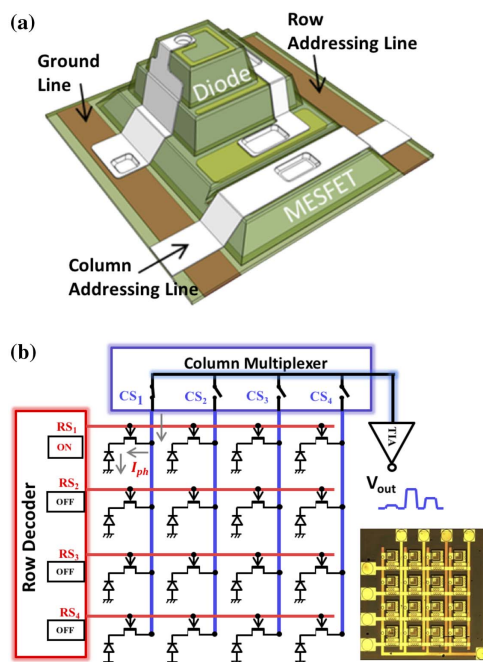 (a)
Ground
Line
Row
Addressing Line
Diode
MESFET
Column
Addressing Line
(b)
Column Multiplexer
CS1
CS2
CS3
CS4
Row Decoder
RS1
ON
RS2
OFF
RS3
OFF
RS4
OFF
Iph
TIA
Vout